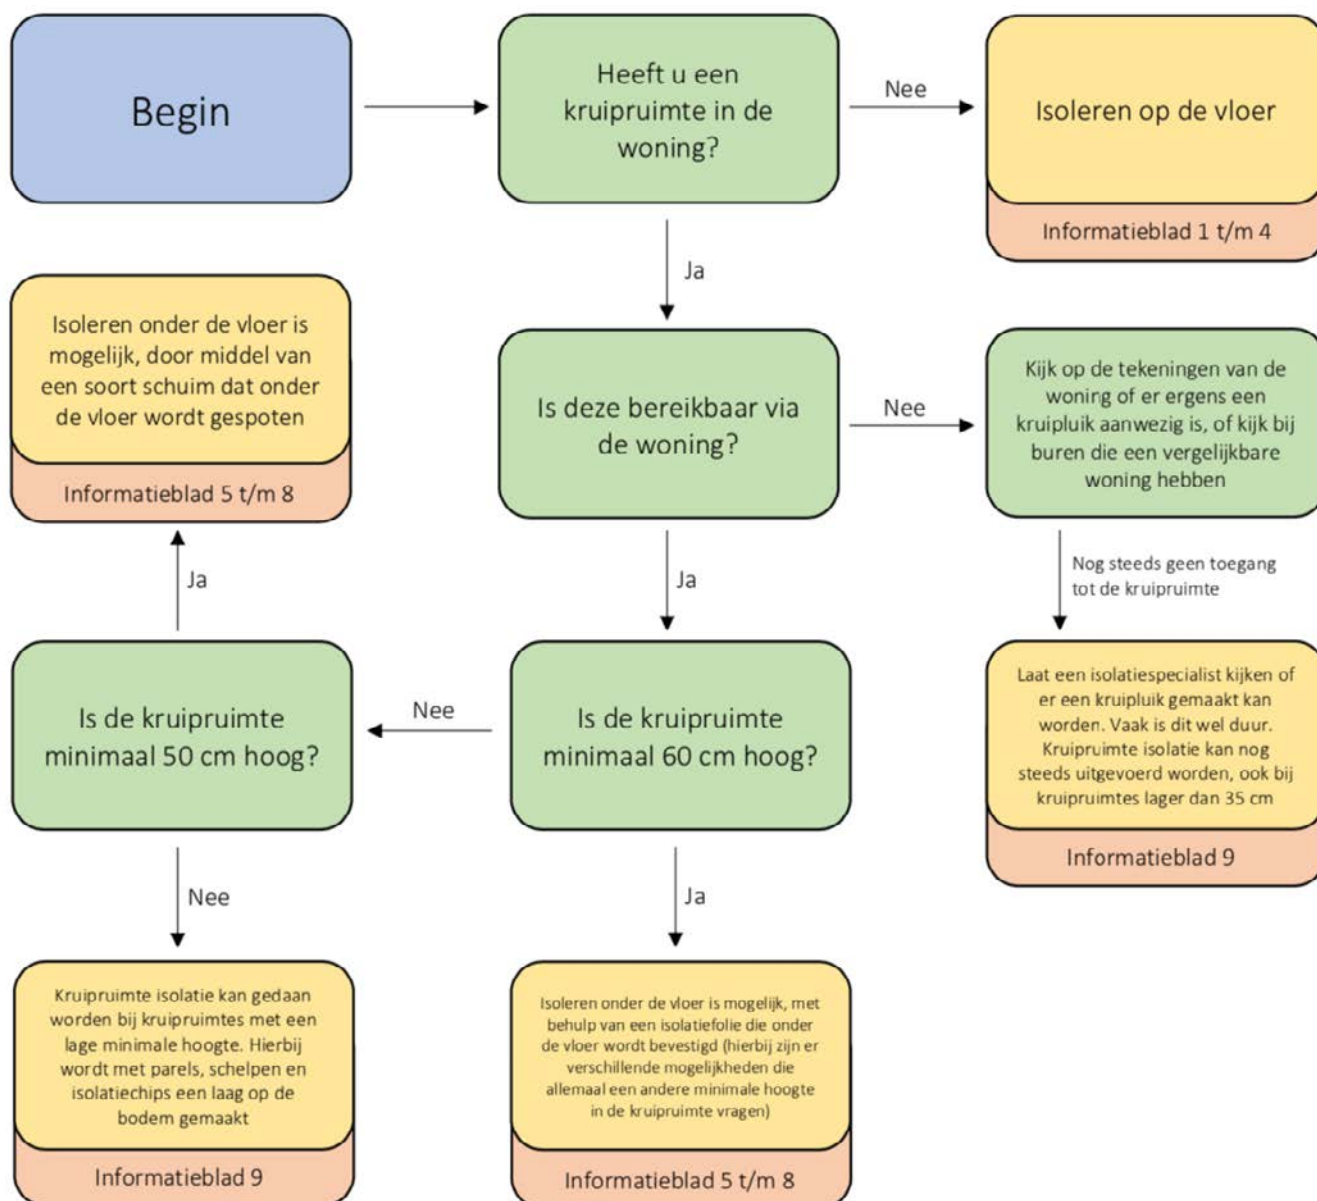 Begin
Heeft u een
kruipruimte in de
woning?
Nee
Isoleren op de vloer
Informatieblad 1 t/m 4
Ja
Isoleren onder de vloer is
mogelijk, door middel van
een soort schuim dat onder
de vloer wordt gespoten
Informatieblad 5 t/m 8
Is deze bereikbaar via
de woning?
Nee
Kijk op de tekeningen van de
woning of er ergens een
kruipluik aanwezig is, of kijk bij
buren die een vergelijkbare
woning hebben
Ja
Ja
Nog steeds geen toegang
tot de kruipruimte
Is de kruipruimte
minimaal 50 cm hoog?
Nee
Is de kruipruimte
minimaal 60 cm hoog?
Laat een isolatiespecialist kijken of
er een kruipluik gemaakt kan
worden. Vaak is dit wel duur.
Kruipruimte isolatie kan nog
steeds uitgevoerd worden, ook bij
kruipruimtes lager dan 35 cm
Informatieblad 9
Nee
Ja
Kruipruimte isolatie kan gedaan
worden bij kruipruimtes met een
lage minimale hoogte. Hierbij
wordt met parels, schelpen en
isolatiechips een laag op de
bodem gemaakt
Informatieblad 9
Isoleren onder de vloer is mogelijk, met
behulp van een isolatiefolie die onder
de vloer wordt bevestigd (hierbij zijn er
verschillende mogelijkheden die
allemaal een andere minimale hoogte
in de kruipruimte vragen)
Informatieblad 5 t/m 8